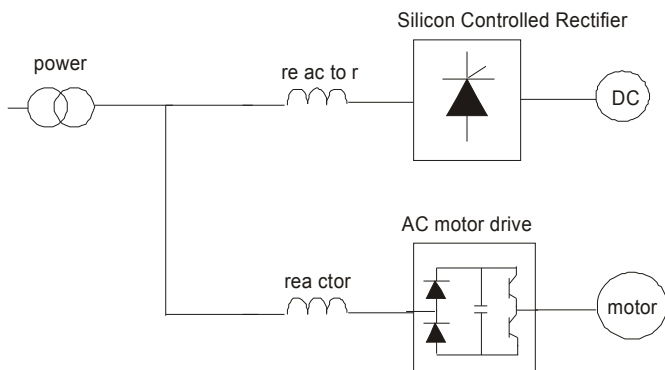 Silicon Controlled Rectifier
power
re ac to r
DC
AC motor drive
rea ctor
motor